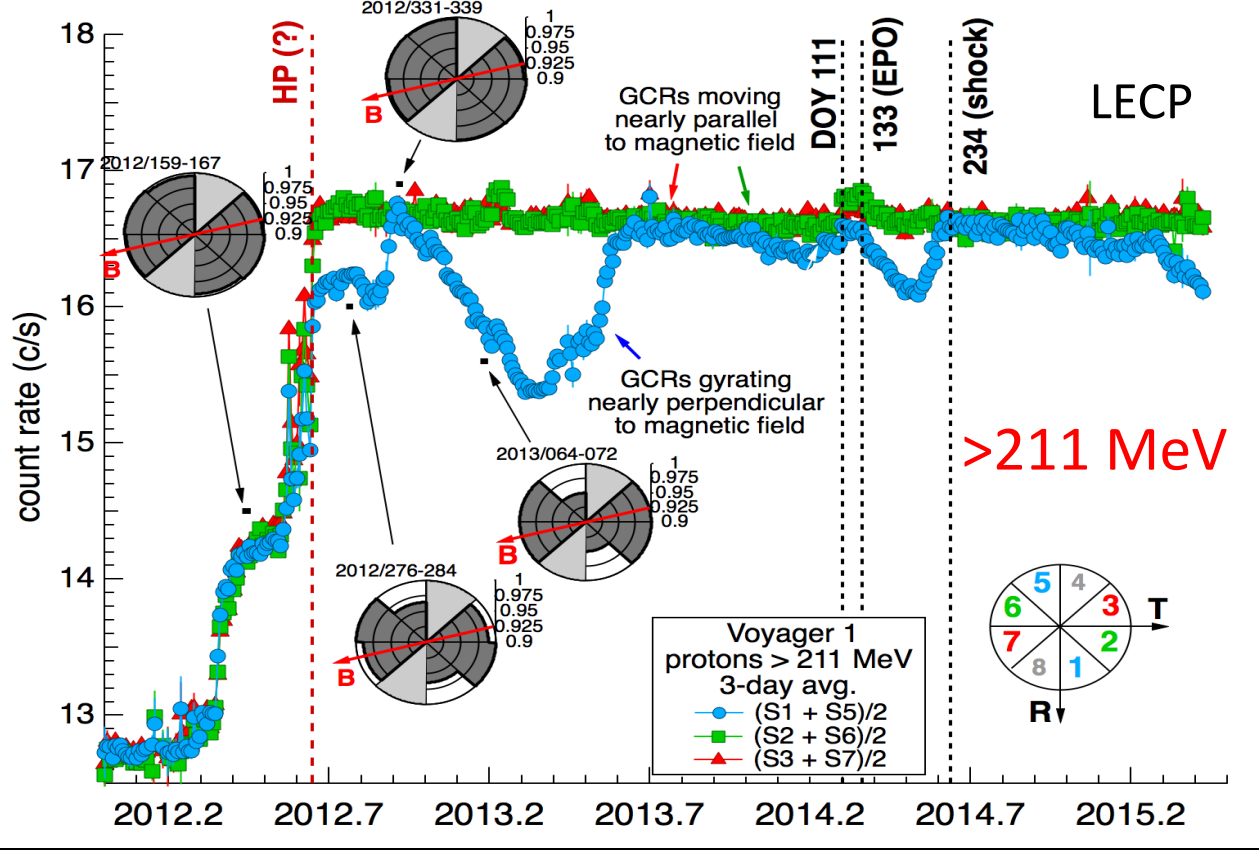 18
17
16
15
14
13
count rate (c/s)
2012.2
2012.7
2013.2
2013.7
2014.2
2014.7
2015.2
HP (?)
2012/331-339
1
0.975
0.95
0.925
0.9
B
2012/159-167
1
0.975
0.95
0.925
0.9
B
GCRs moving
nearly parallel
to magnetic field
DOY 111
133 (EPO)
234 (shock)
LECP
GCRs gyrating
nearly perpendicular
to magnetic field
>211 MeV
2013/064-072
1
0.975
0.95
0.925
0.9
B
2012/276-284
1
0.975
0.95
0.925
0.9
B
Voyager 1
protons > 211 MeV
3-day avg.
(S1 + S5)/2
(S2 + S6)/2
(S3 + S7)/2
5 4
6 3
7 2
8 1
T
R